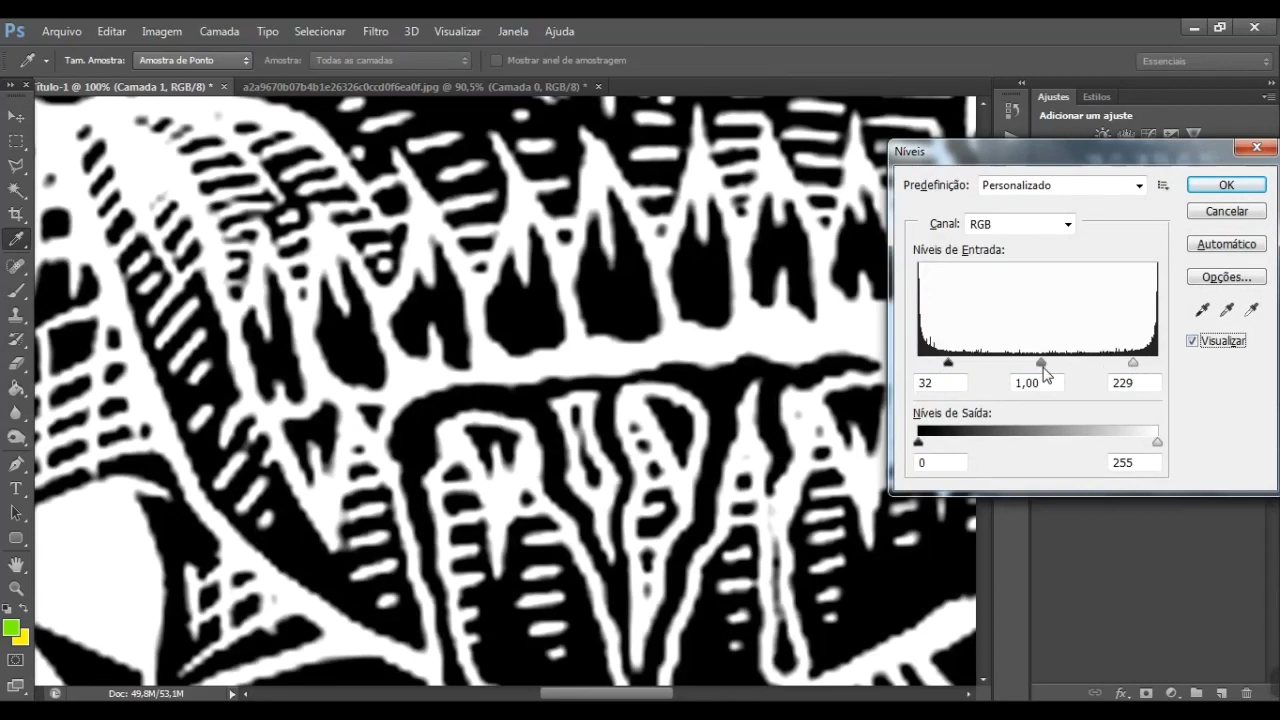 Ps Arquivo Editar Imagem Camada Tipo Selecionar Filtro 3D Visualizar Janela Ajuda
Tam. Amostra: Amostra de Ponto Amostra: Todas as camadas Mostrar anel de amostragem Essenciais
Título-1 @ 100% (Camada 1, RGB/8) * a2a9670b07b4b1e26326c0ccd0f6ea0f.jpg @ 90,5% (Camada 0, RGB/8) *
Ajustes Estilos
Adicionar um ajuste
Níveis
Predefinição: Personalizado
OK
Cancelar
Canal: RGB
Automático
Níveis de Entrada:
Opções...
Visualizar
32 1,00 229
Níveis de Saída:
0 255
T
Doc: 49,8M/53,1M
fx